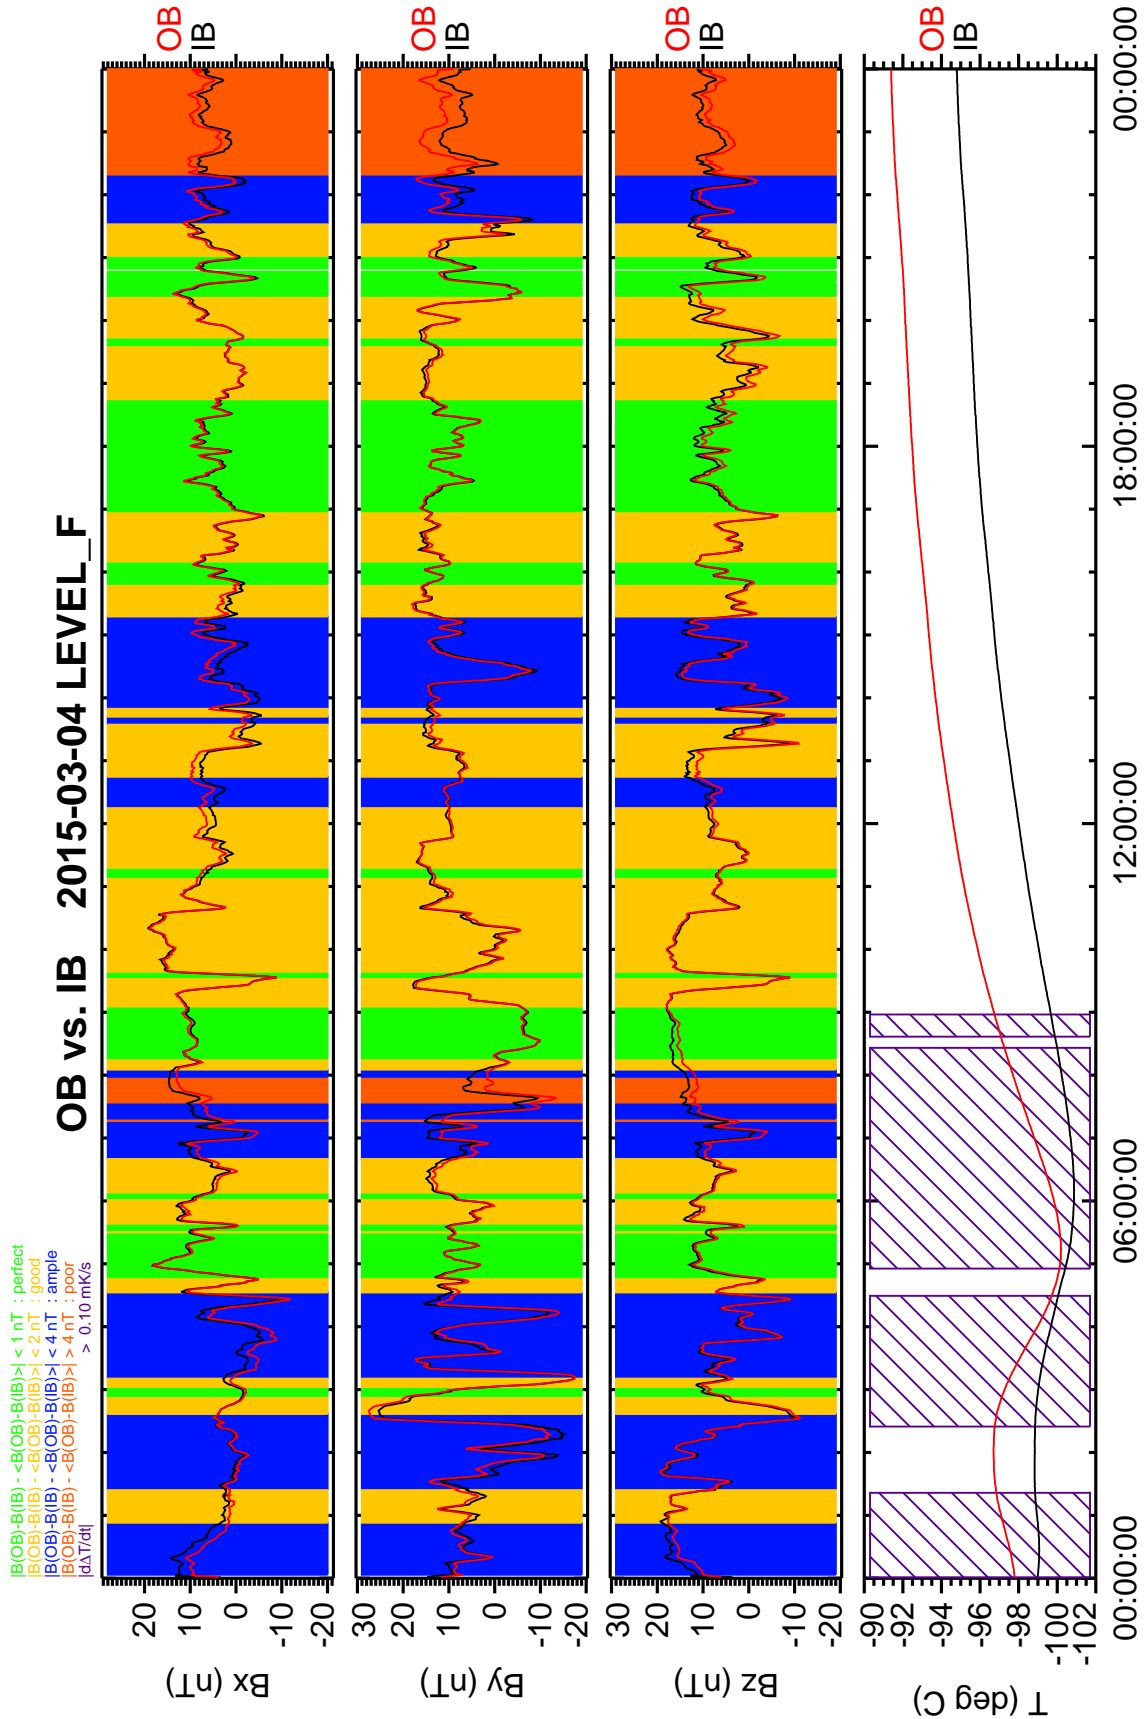 OB vs. IB 2015-03-04 LEVEL_F
|B(OB)-B(IB) - <B(OB)-B(IB)>| < 1 nT : perfect
|B(OB)-B(IB) - <B(OB)-B(IB)>| < 2 nT : good
|B(OB)-B(IB) - <B(OB)-B(IB)>| < 4 nT : ample
|B(OB)-B(IB) - <B(OB)-B(IB)>| > 4 nT : poor
|dΔT/dt| > 0.10 mK/s
Bx (nT)
20
10
0
-10
-20
OB
IB
By (nT)
30
20
10
0
-10
-20
OB
IB
Bz (nT)
30
20
10
0
-10
-20
OB
IB
T (deg C)
-90
-92
-94
-96
-98
-100
-102
OB
IB
00:00:00 06:00:00 12:00:00 18:00:00 00:00:00